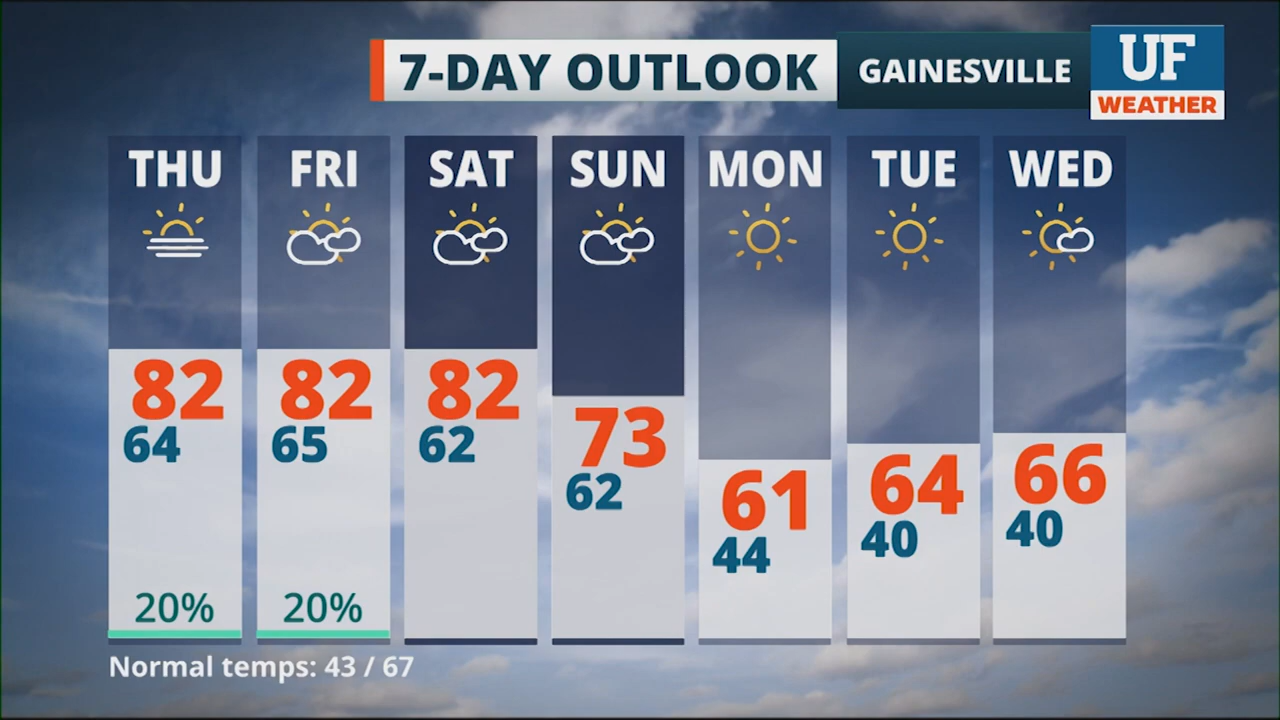 7-DAY OUTLOOK GAINESVILLE UF
WEATHER
THU FRI SAT SUN MON TUE WED
82 82 82 73 61 64 66
64 65 62 62 44 40 40
20% 20%
Normal temps: 43 / 67